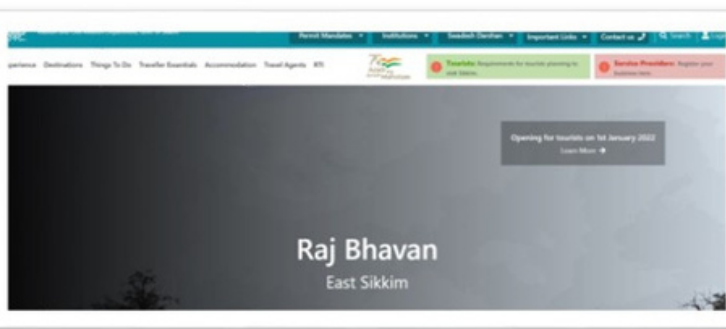 Permit Mandates Institutions Swadesh Darshan Important Links Contact us Search
Destinations Things To Do Traveller Essentials Accommodation Travel Agents RTI
Tourists: Requirements for tourists planning to
visit Sikkim.
Service Providers: Register your
business here.
Opening for tourists on 1st January 2022
Learn More
Raj Bhavan
East Sikkim